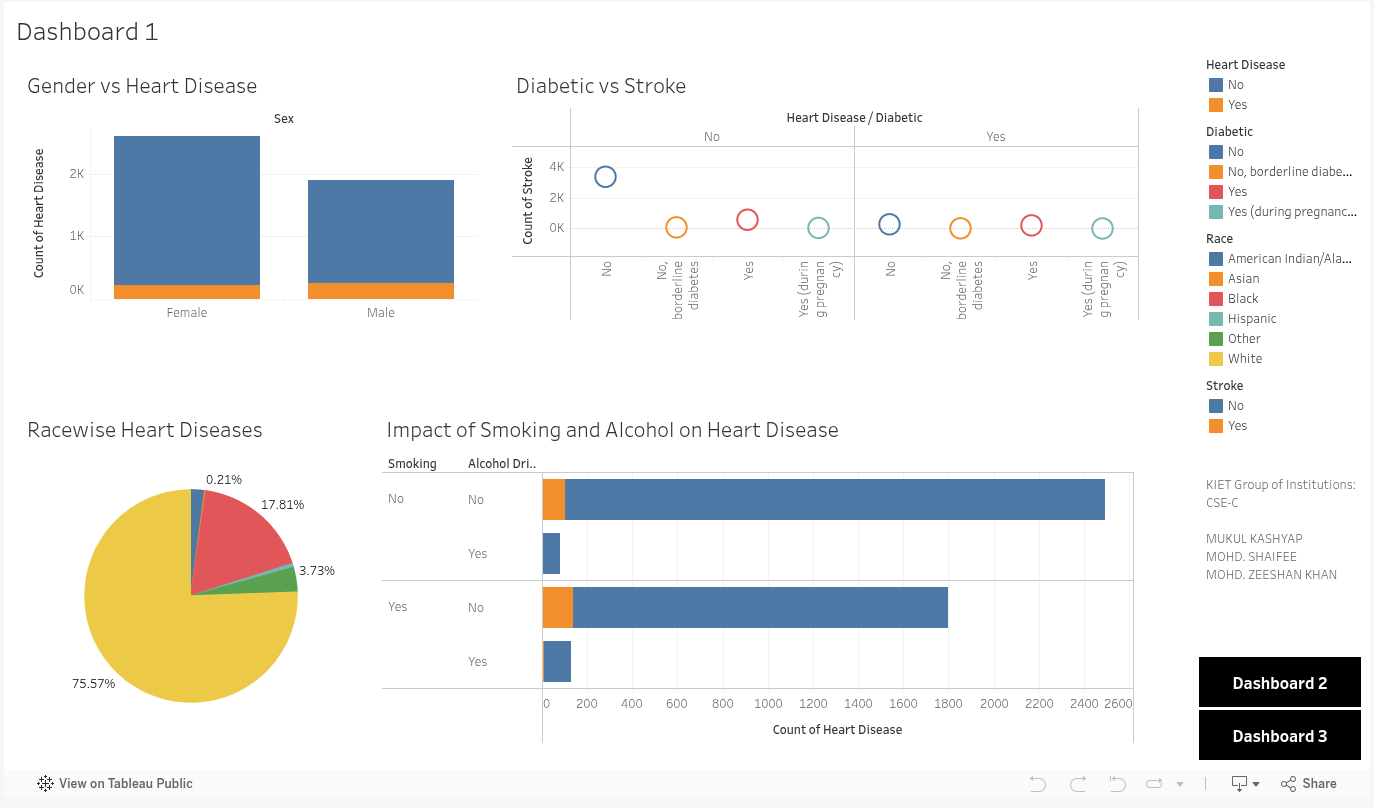 Dashboard 1
Gender vs Heart Disease
Sex
Count of Heart Disease
2K
1K
0K
Female
Male
Diabetic vs Stroke
Heart Disease / Diabetic
No
Yes
Count of Stroke
4K
2K
0K
No
No,
borderline
diabetes
Yes
Yes (durin
g pregnan
cy)
No
No,
borderline
diabetes
Yes
Yes (durin
g pregnan
cy)
Heart Disease
No
Yes
Diabetic
No
No, borderline diabe...
Yes
Yes (during pregnanc...
Race
American Indian/Ala...
Asian
Black
Hispanic
Other
White
Stroke
No
Yes
Racewise Heart Diseases
0.21%
17.81%
3.73%
75.57%
Impact of Smoking and Alcohol on Heart Disease
Smoking
Alcohol Dri..
No
No
Yes
Yes
No
Yes
0
200
400
600
800
1000
1200
1400
1600
1800
2000
2200
2400
2600
Count of Heart Disease
KIET Group of Institutions:
CSE-C
MUKUL KASHYAP
MOHD. SHAIFEE
MOHD. ZEESHAN KHAN
Dashboard 2
Dashboard 3
View on Tableau Public
Share